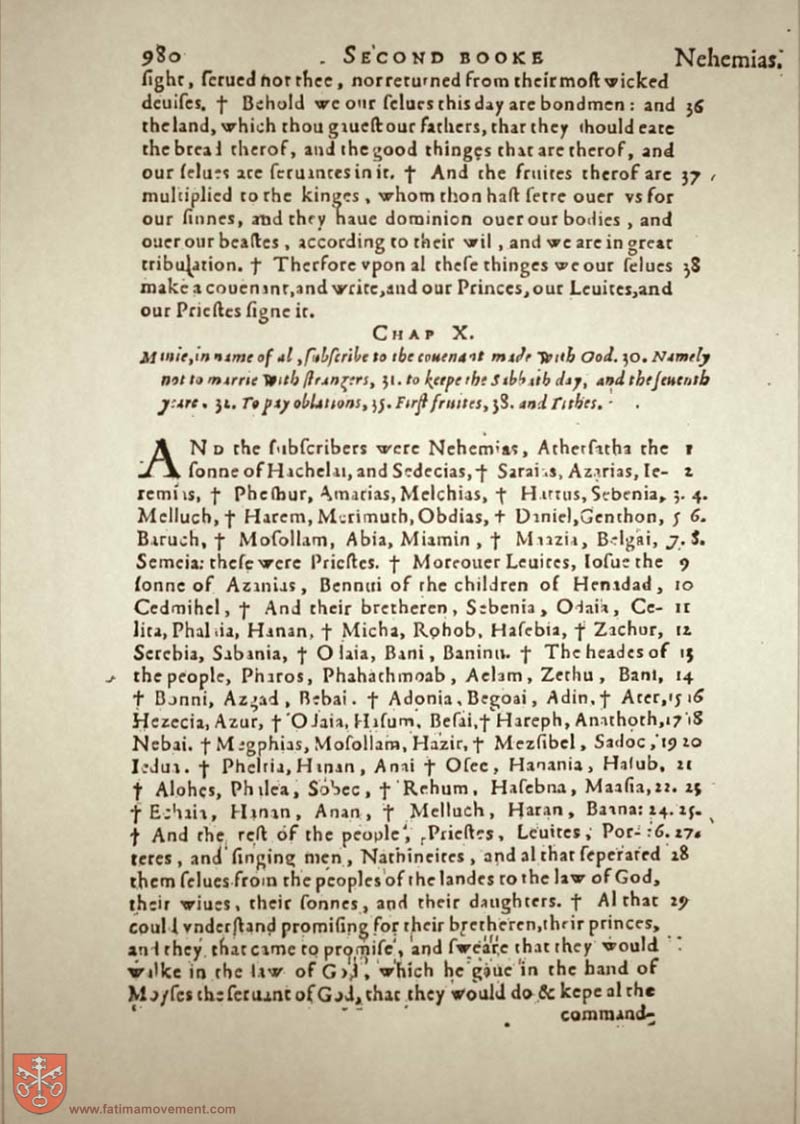 980 . SECOND BOOKE Nehemias.
sight, serued not thee, nor returned from their most wicked
deuises. † Behold we our selues this day are bondmen: and 36
the land, which thou gauest our fathers, that they should eate
the bread therof, and the good thinges that are therof, and
our selues are seruantes in it. † And the fruites therof are 37
multiplied to the kinges, whom thou hast sette ouer vs for
our sinnes, and they haue dominion ouer our bodies, and
ouer our beastes, according to their wil, and we are in great
tribulation. † Therfore vpon al these thinges we our selues 38
make a couenant, and write, and our Princes, our Leuites, and
our Priestes signe it.
CHAP X.
Manie, in name of al, subscribe to the couenant made with God. 30. Namely
not to marrie with strangers, 31. to keepe the Sabbath day, and the seuenth
yeare. 32. To pay oblations, 35. First fruites, 38. and Tithes.
AND the subscribers were Nehemias, Athersatha the 1
sonne of Hachelai, and Sedecias, † Saraias, Azarias, Ie- 2
remias, † Pheshur, Amarias, Melchias, † Hattus, Sebenia, 3. 4.
Melluch, † Harem, Merimuth, Obdias, † Daniel, Genthon, 5 6.
Baruch, † Mosollam, Abia, Miamin, † Maazia, Belgai, 7. 8.
Semeia: these were Priestes. † Moreouer Leuites, Iosue the 9
sonne of Azanias, Bennui of the children of Henadad, 10
Cedmihel, † And their bretheren, Sebenia, Odaia, Ce- 11
lita, Phalaia, Hanan, † Micha, Rohob, Hasebia, † Zachur, 12
Serebia, Sabania, † Odaia, Bani, Baninu. † The heades of 13
the people, Pharos, Phahathmoab, Aelam, Zethu, Bani, 14
† Bonni, Azgad, Bebai. † Adonia, Begoai, Adin, † Ater, 15 16
Hezecia, Azur, † Odaia, Hasum, Besai, † Hareph, Anathoth, 17 18
Nebai. † Megphias, Mosollam, Hazir, † Mezsibel, Sadoc, 19 20
Iedua. † Pheltia, Hanan, Anai † Osee, Hanania, Hasub, 21
† Alohes, Phalea, Sobec, † Rehum, Hasebna, Maasia, 22. 23
† Echaia, Hanan, Anan, † Melluch, Haran, Baana: 24. 25.
† And the rest of the people, Priestes, Leuites, Por- 26. 27.
teres, and singing men, Nathineites, and al that seperated 28
them selues from the peoples of the landes to the law of God,
their wiues, their sonnes, and their daughters. † Al that 29
could vnderstand promising for their bretheren, their princes,
and they that came to promise, and sweare that they would
walke in the law of God, which he gaue in the hand of
Moyses the seruant of God, that they would do & kepe al the
command-
www.fatimamovement.com